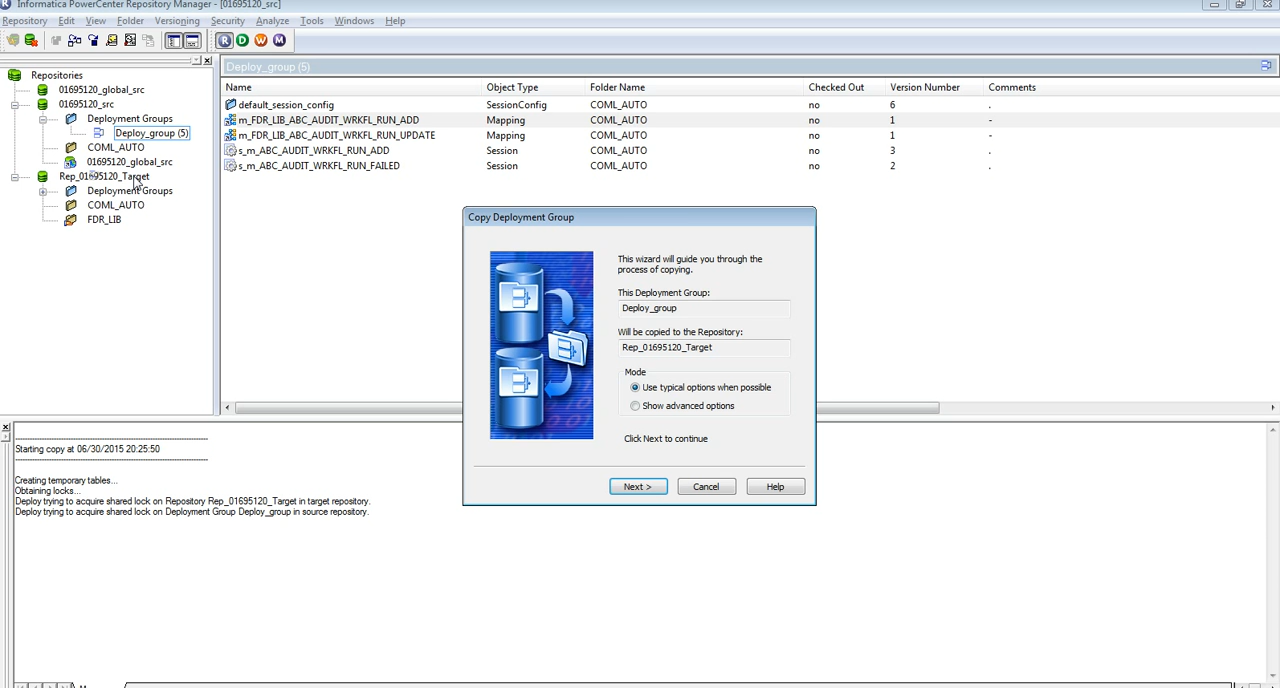 Informatica PowerCenter Repository Manager - [01695120_src]
Repository Edit View Folder Versioning Security Analyze Tools Windows Help
R D W M
Repositories
01695120_global_src
01695120_src
Deployment Groups
Deploy_group (5)
COML_AUTO
01695120_global_src
Rep_01695120_Target
Deployment Groups
COML_AUTO
FDR_LIB
Deploy_group (5)
Name Object Type Folder Name Checked Out Version Number Comments
default_session_config SessionConfig COML_AUTO no 6 .
m_FDR_LIB_ABC_AUDIT_WRKFL_RUN_ADD Mapping COML_AUTO no 1 -
m_FDR_LIB_ABC_AUDIT_WRKFL_RUN_UPDATE Mapping COML_AUTO no 1 -
s_m_ABC_AUDIT_WRKFL_RUN_ADD Session COML_AUTO no 3 .
s_m_ABC_AUDIT_WRKFL_RUN_FAILED Session COML_AUTO no 2 .
Copy Deployment Group
This wizard will guide you through the
process of copying.
This Deployment Group:
Deploy_group
Will be copied to the Repository:
Rep_01695120_Target
Mode
Use typical options when possible
Show advanced options
Click Next to continue
Next > Cancel Help
Starting copy at 06/30/2015 20:25:50
Creating temporary tables...
Obtaining locks...
Deploy trying to acquire shared lock on Repository Rep_01695120_Target in target repository.
Deploy trying to acquire shared lock on Deployment Group Deploy_group in source repository.